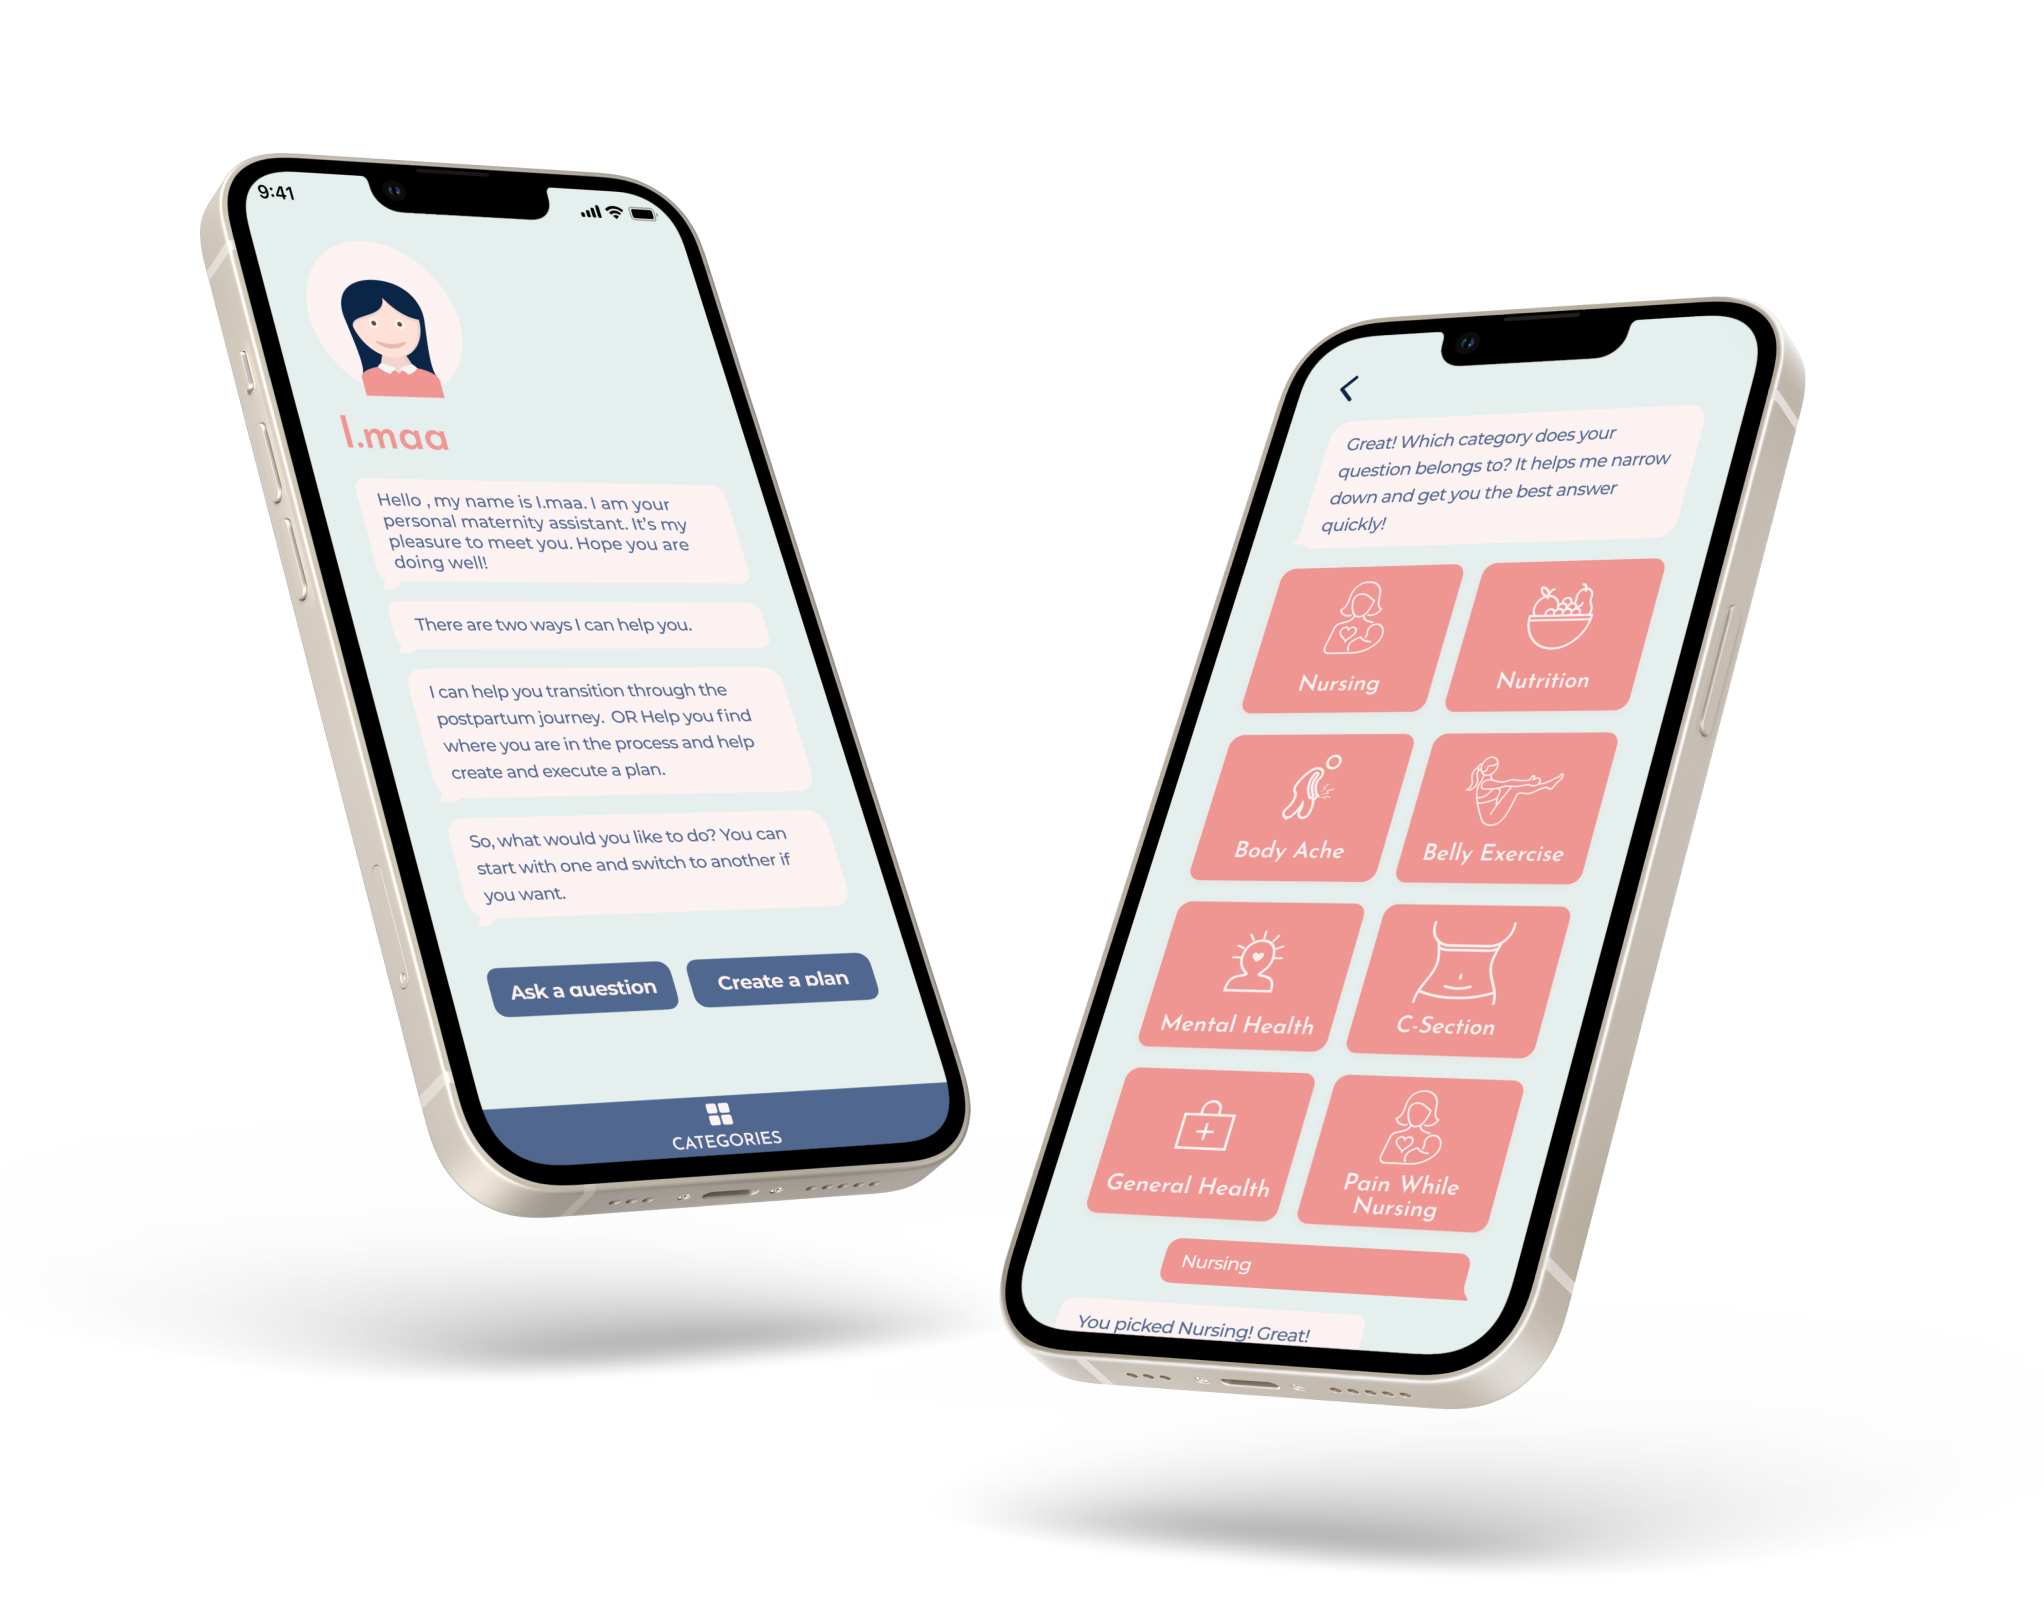 9:41
I.maa
Hello , my name is I.maa. I am your
personal maternity assistant. It's my
pleasure to meet you. Hope you are
doing well!
There are two ways I can help you.
I can help you transition through the
postpartum journey. OR Help you find
where you are in the process and help
create and execute a plan.
So, what would you like to do? You can
start with one and switch to another if
you want.
Ask a question
Create a plan
CATEGORIES
Great! Which category does your
question belongs to? It helps me narrow
down and get you the best answer
quickly!
Nursing
Nutrition
Body Ache
Belly Exercise
Mental Health
C-Section
General Health
Pain While
Nursing
Nursing
You picked Nursing! Great!